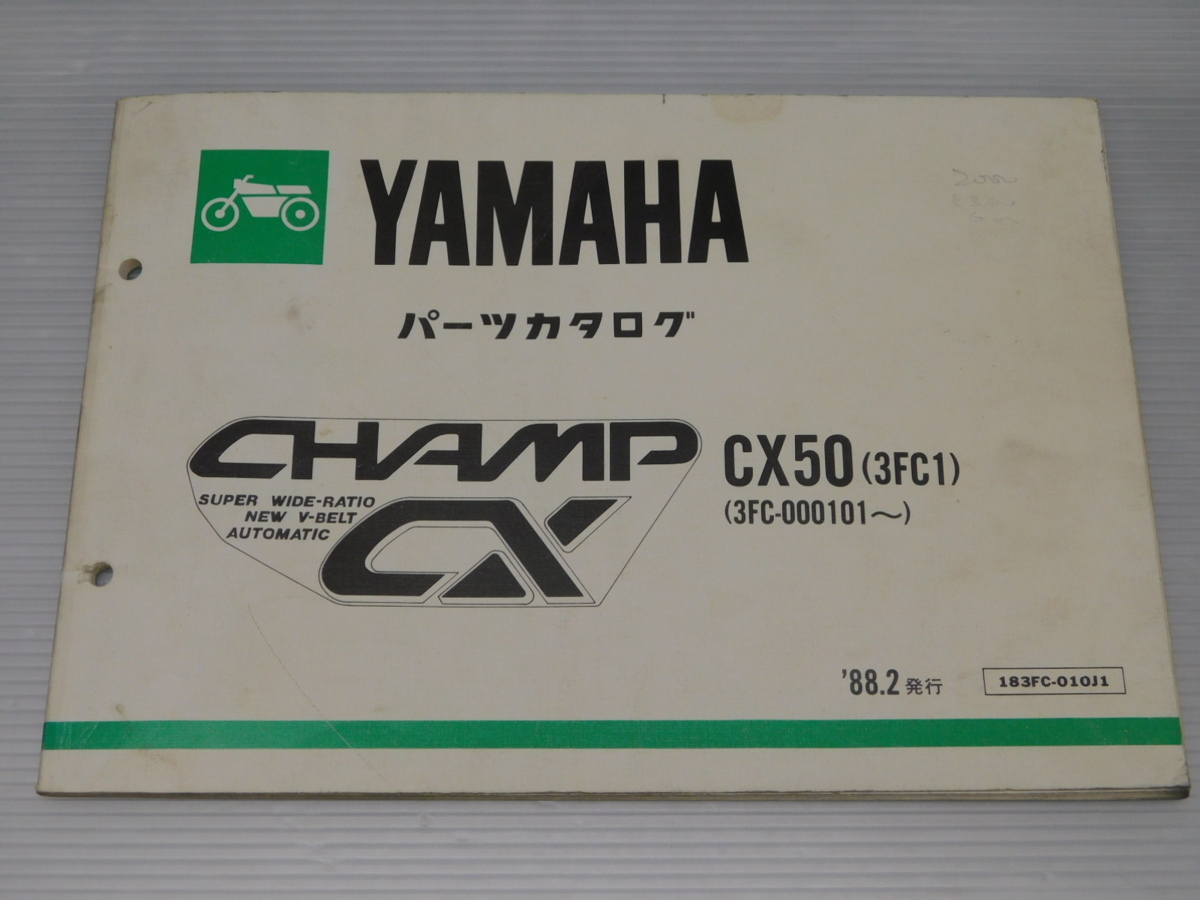 YAMAHA
パーツカタログ
CHAMP
SUPER WIDE-RATIO
NEW V-BELT
AUTOMATIC
CX
CX50 (3FC1)
(3FC-000101～)
'88.2 発行
183FC-010J1